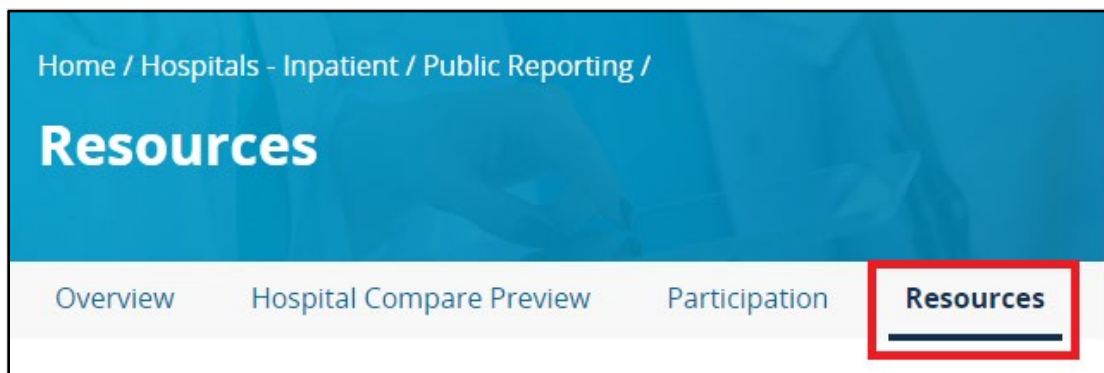 Home / Hospitals - Inpatient / Public Reporting /
Resources
Overview Hospital Compare Preview Participation Resources